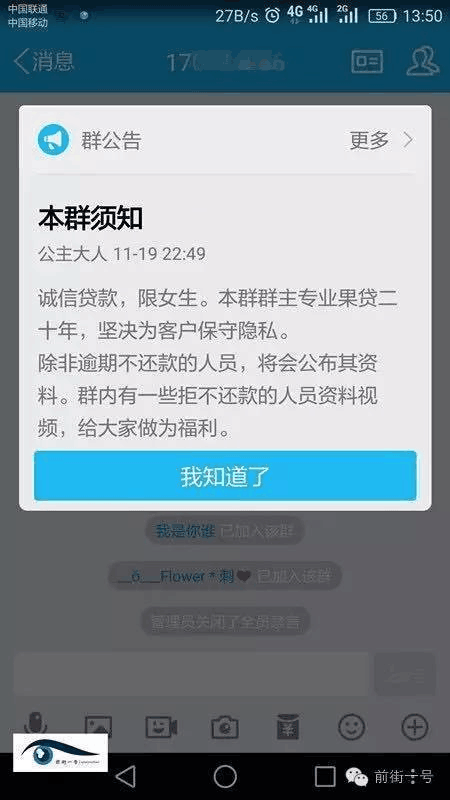 中国联通
中国移动
27B/s 4G 4G 2G 56 13:50
消息
群公告 更多
本群须知
公主大人 11-19 22:49
诚信贷款，限女生。本群群主专业果贷二
十年，坚决为客户保守隐私。
除非逾期不还款的人员，将会公布其资
料。群内有一些拒不还款的人员资料视
频，给大家做为福利。
我知道了
我是你谁 已加入该群
__ǒ___Flower * 刺❤ 已加入该群
管理员关闭了全员禁言
前街一号
前街一号